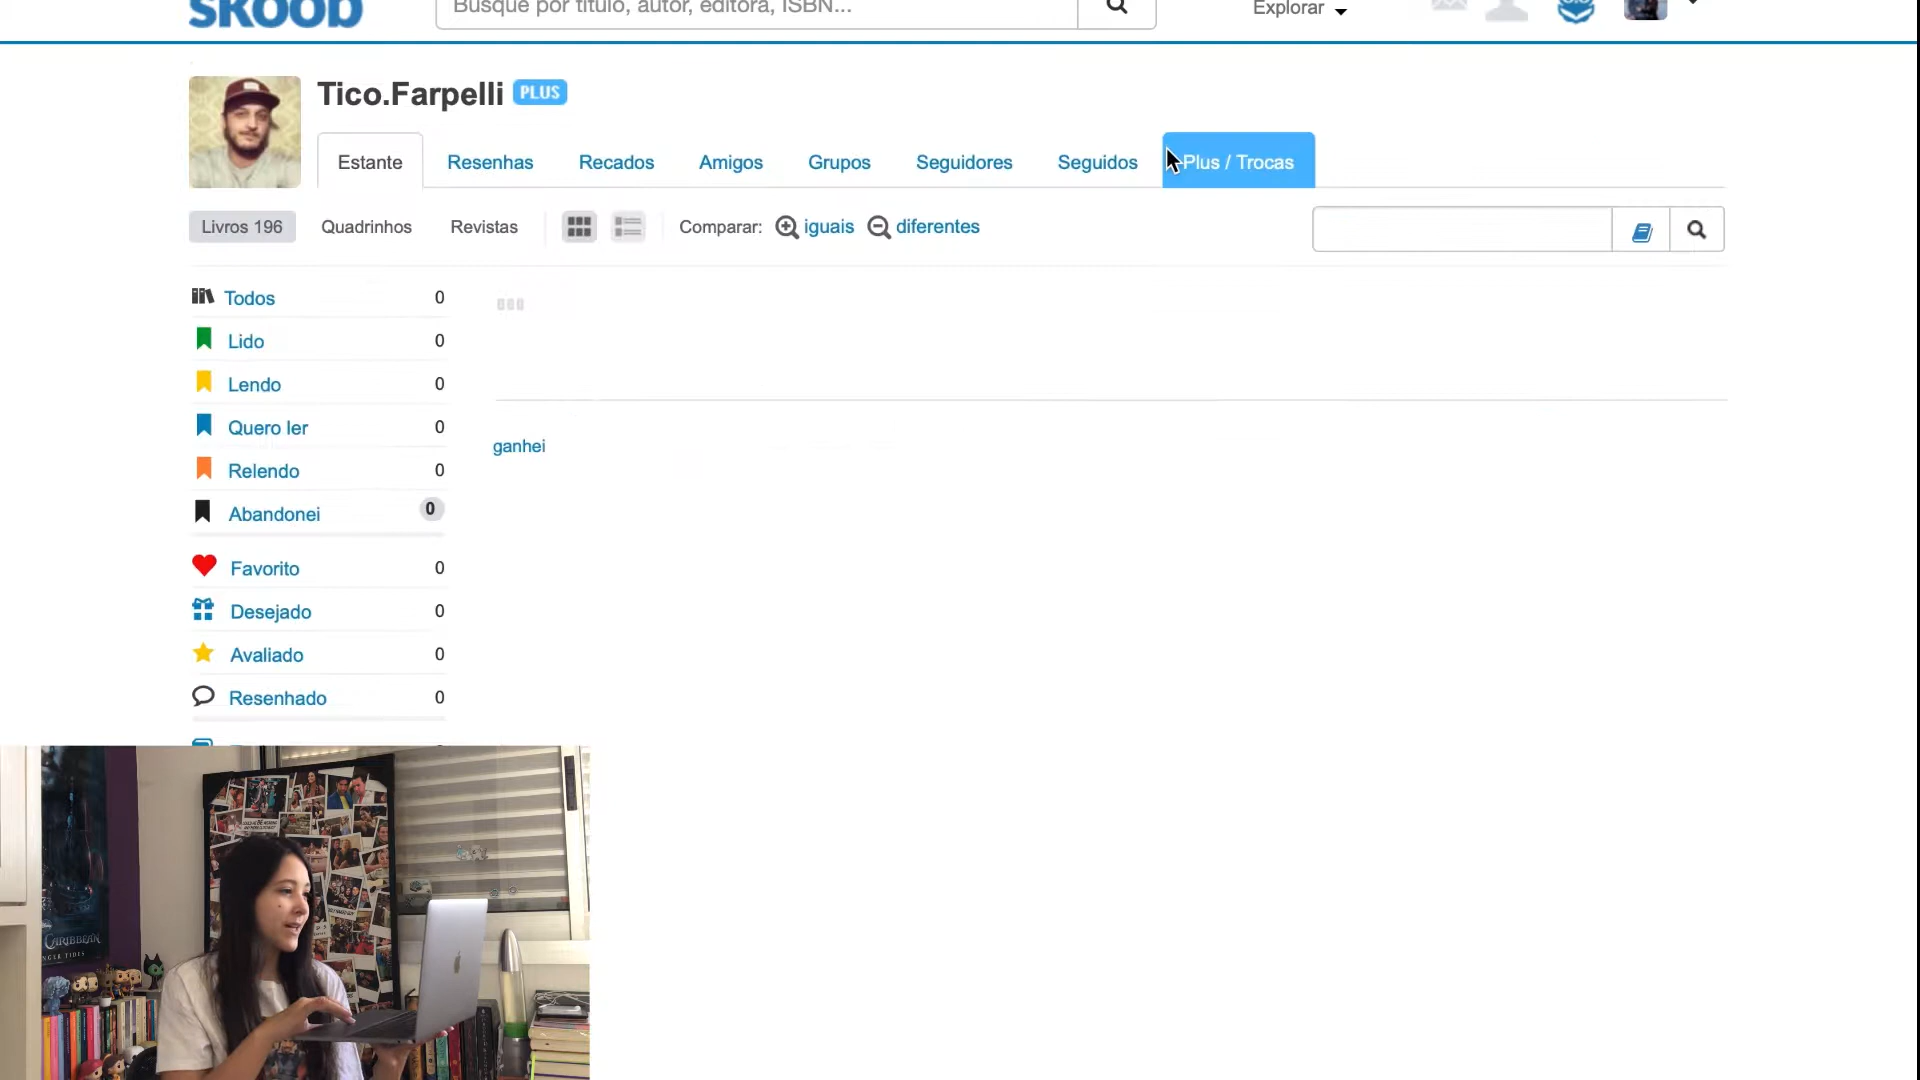 skoob
Busque por título, autor, editora, ISBN...
Explorar
Tico.Farpelli PLUS
Estante Resenhas Recados Amigos Grupos Seguidores Seguidos Plus / Trocas
Livros 196 Quadrinhos Revistas Comparar: iguais diferentes
Todos 0
Lido 0
Lendo 0
Quero ler 0
ganhei
Relendo 0
Abandonei 0
Favorito 0
Desejado 0
Avaliado 0
Resenhado 0
CARIBBEAN